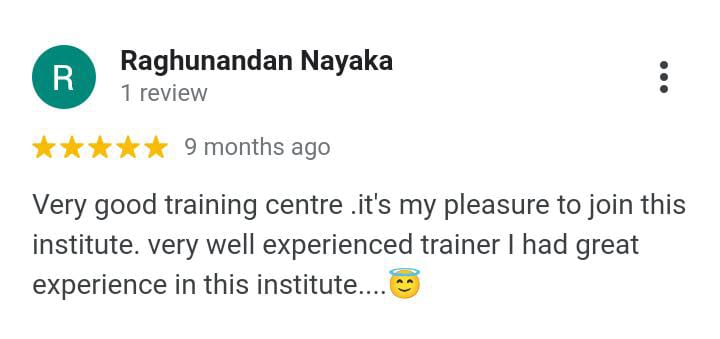 R
Raghunandan Nayaka
1 review
9 months ago
Very good training centre .it's my pleasure to join this
institute. very well experienced trainer I had great
experience in this institute....😇